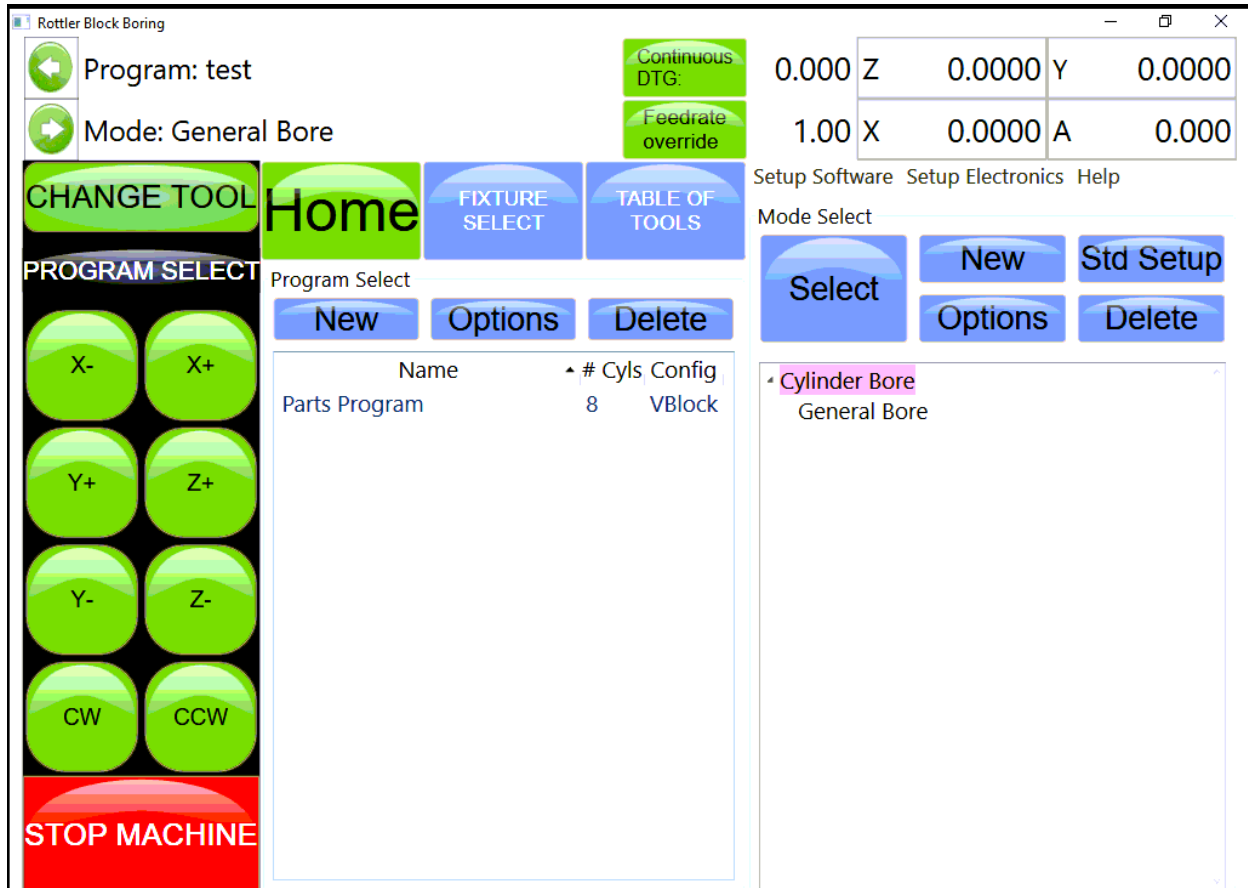 Rottler Block Boring
Program: test
Continuous DTG:
0.000 Z 0.0000 Y 0.0000
Mode: General Bore
Feedrate override
1.00 X 0.0000 A 0.000
CHANGE TOOL
Home
FIXTURE SELECT
TABLE OF TOOLS
Setup Software Setup Electronics Help
Mode Select
PROGRAM SELECT
Program Select
New Options Delete
Select
New Std Setup
Options Delete
Name # Cyls Config
Parts Program 8 VBlock
Cylinder Bore
General Bore
X- X+
Y+ Z+
Y- Z-
CW CCW
STOP MACHINE